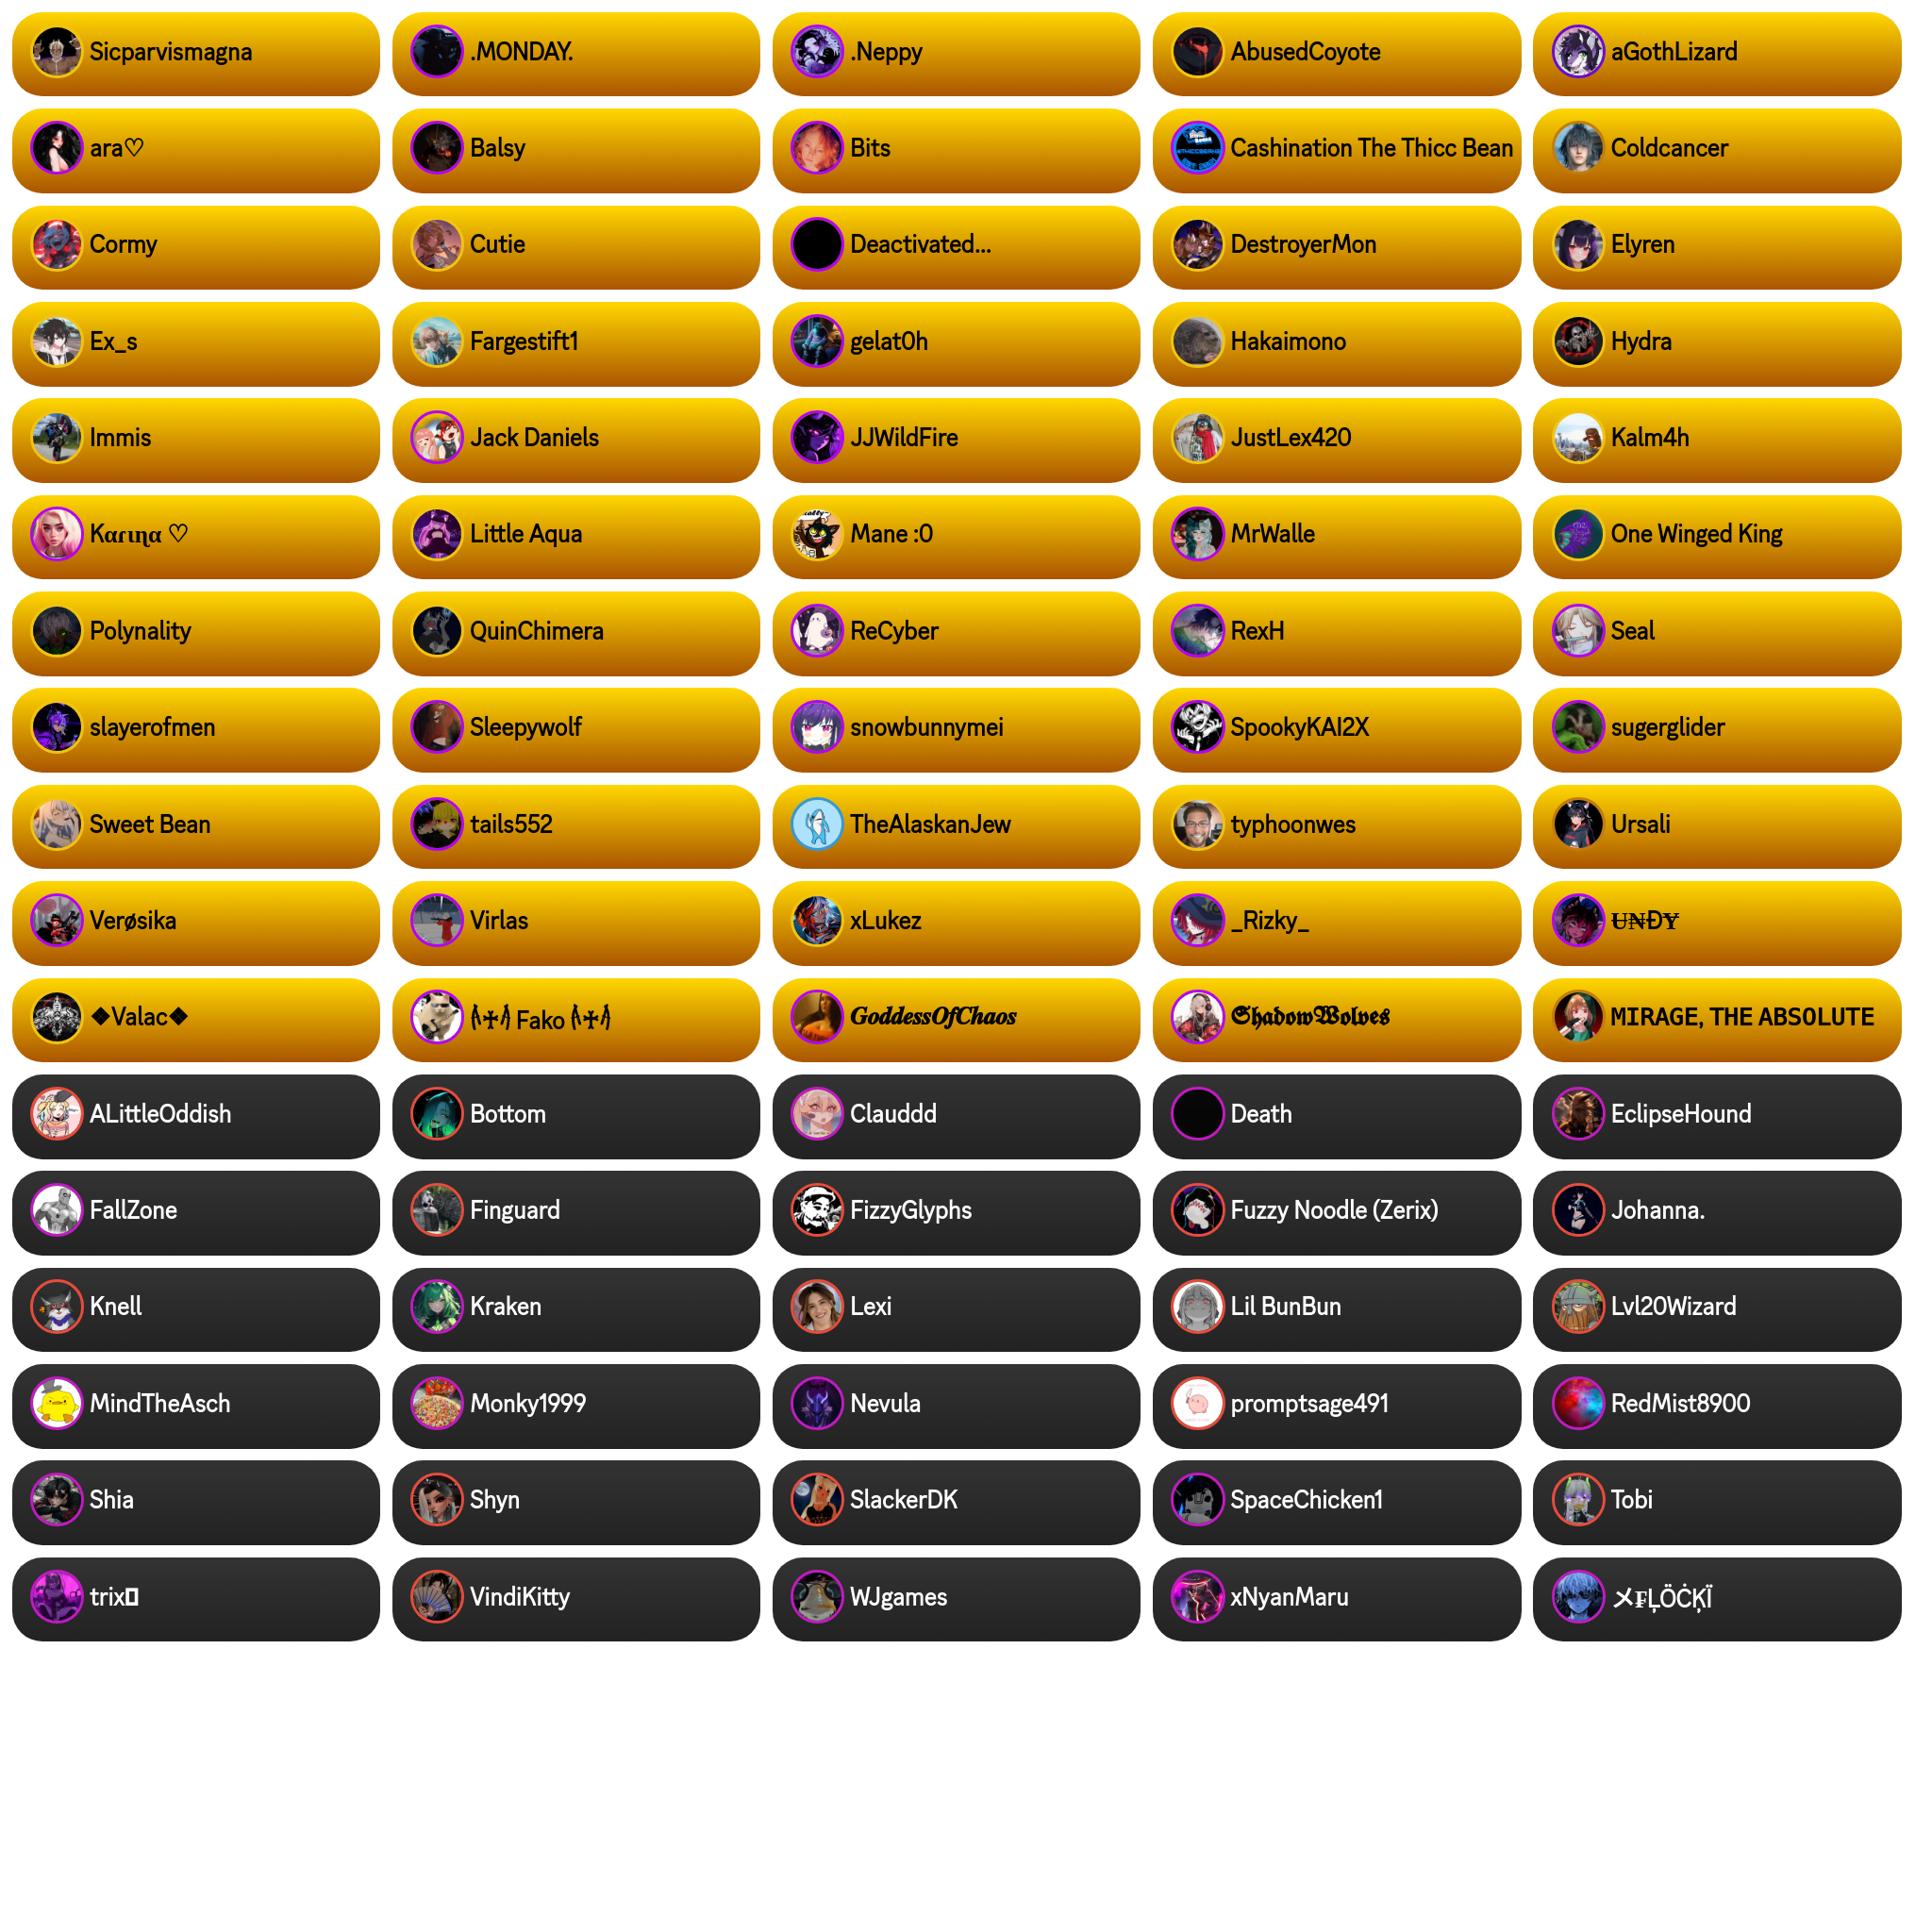 Sicparvismagna
.MONDAY.
.Neppy
AbusedCoyote
aGothLizard
ara♡
Balsy
Bits
Cashination The Thicc Bean
Coldcancer
Cormy
Cutie
Deactivated...
DestroyerMon
Elyren
Ex_s
Fargestift1
gelat0h
Hakaimono
Hydra
Immis
Jack Daniels
JJWildFire
JustLex420
Kalm4h
Kαɾιɳα ♡
Little Aqua
Mane :0
MrWalle
One Winged King
Polynality
QuinChimera
ReCyber
RexH
Seal
slayerofmen
Sleepywolf
snowbunnymei
SpookyKAI2X
sugerglider
Sweet Bean
tails552
TheAlaskanJew
typhoonwes
Ursali
Verøsika
Virlas
xLukez
_Rizky_
U̶N̶ĐY̶
❖Valac❖
Fako
𝑮𝒐𝒅𝒅𝒆𝒔𝒔𝑶𝒇𝑪𝒉𝒂𝒐𝒔
𝕾𝖍𝖆𝖉𝖔𝖜𝖂𝖔𝖑𝖛𝖊𝖘
𝗠𝗜𝗥𝗔𝗚𝗘, 𝗧𝗛𝗘 𝗔𝗕𝗦𝗢𝗟𝗨𝗧𝗘
ALittleOddish
Bottom
Clauddd
Death
EclipseHound
FallZone
Finguard
FizzyGlyphs
Fuzzy Noodle (Zerix)
Johanna.
Knell
Kraken
Lexi
Lil BunBun
Lvl20Wizard
MindTheAsch
Monky1999
Nevula
promptsage491
RedMist8900
Shia
Shyn
SlackerDK
SpaceChicken1
Tobi
trix
VindiKitty
WJgames
xNyanMaru
メ₣ĻÖĊĶÏ